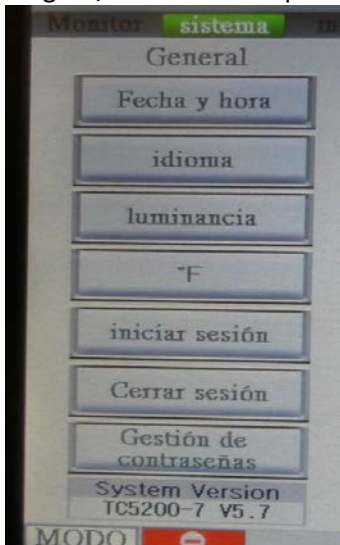 Monitor sistema
General
Fecha y hora
idioma
luminancia
°F
iniciar sesión
Cerrar sesión
Gestión de
contraseñas
System Version
TC5200-7 V5.7
MODO